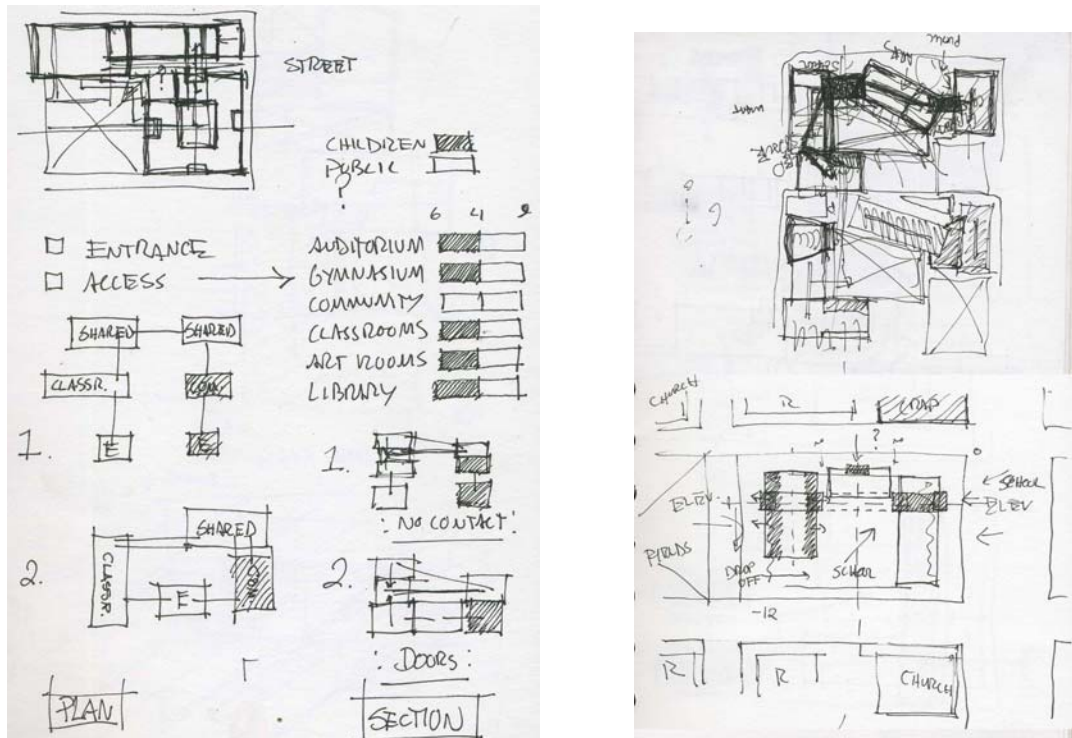 STREET
CHILDREN
PUBLIC
?
?
6 4
ENTRANCE
ACCESS
AUDITORIUM
GYMNASIUM
COMMUNITY
CLASSROOMS
ART ROOMS
LIBRARY
SHARED SHARED
CLASSR. COM.
1. E E
1.
: NO CONTACT :
SHARED
2. CLASSR. E COM.
2.
: DOORS :
PLAN SECTION
PUBLIC
CHURCH R CRAP
?
ELEV. SCHOOL
ELEV
FIELDS
DROP
OFF SCHOOL
-12
R R CHURCH